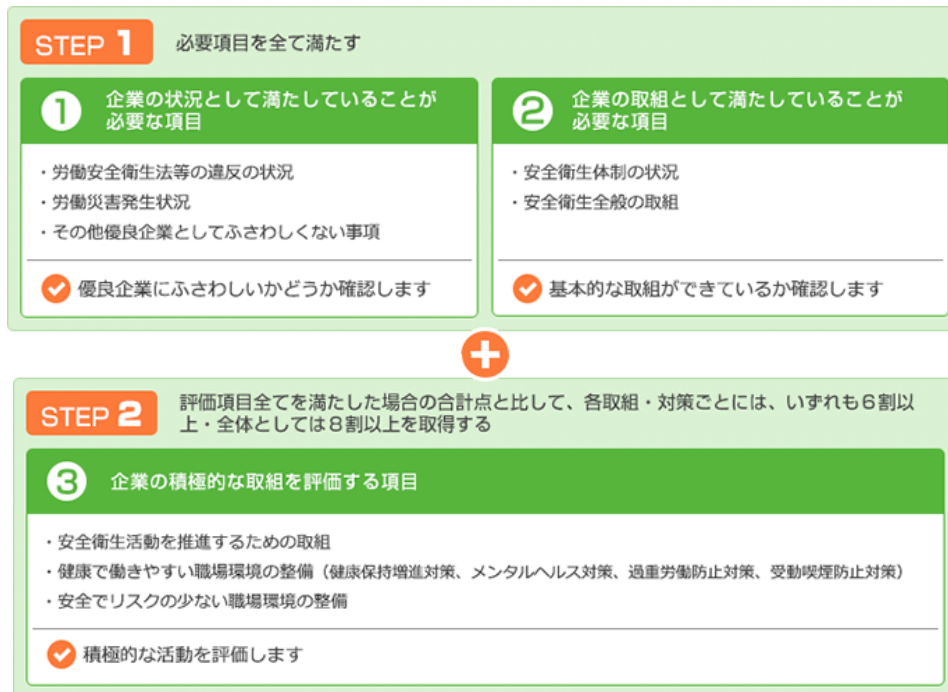 STEP 1 必要項目を全て満たす
1 企業の状況として満たしていることが
必要な項目
・労働安全衛生法等の違反の状況
・労働災害発生状況
・その他優良企業としてふさわしくない事項
優良企業にふさわしいかどうか確認します
2 企業の取組として満たしていることが
必要な項目
・安全衛生体制の状況
・安全衛生全般の取組
基本的な取組ができているか確認します
STEP 2 評価項目全てを満たした場合の合計点と比して、各取組・対策ごとには、いずれも6割以
上・全体としては8割以上を取得する
3 企業の積極的な取組を評価する項目
・安全衛生活動を推進するための取組
・健康で働きやすい職場環境の整備（健康保持増進対策、メンタルヘルス対策、過重労働防止対策、受動喫煙防止対策）
・安全でリスクの少ない職場環境の整備
積極的な活動を評価します